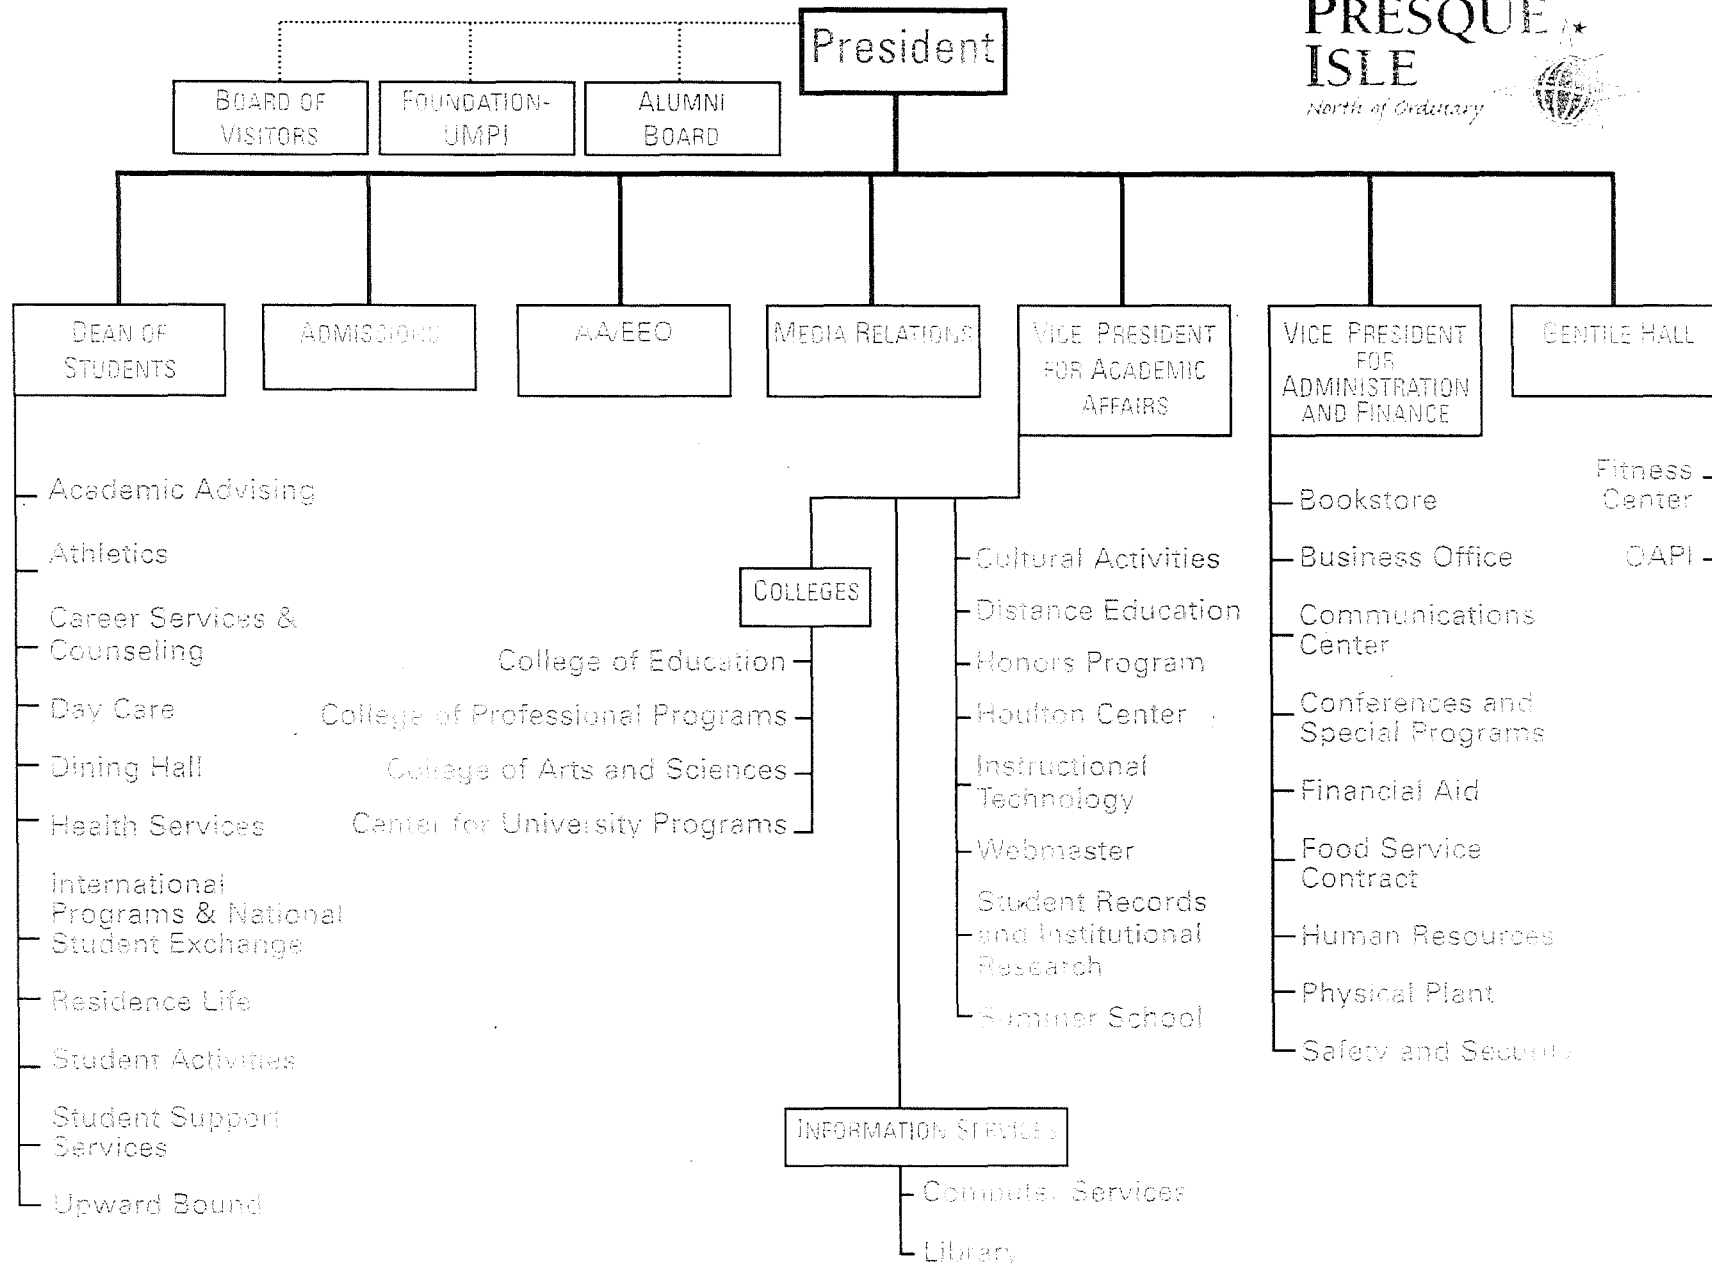 PRESQUE
ISLE
North of Ordinary
President
BOARD OF
VISITORS
FOUNDATION-
UMPI
ALUMNI
BOARD
DEAN OF
STUDENTS
ADMISSIONS
AA/EEO
MEDIA RELATIONS
VICE PRESIDENT
FOR ACADEMIC
AFFAIRS
VICE PRESIDENT
FOR
ADMINISTRATION
AND FINANCE
GENTILE HALL
Academic Advising
Athletics
Career Services &
Counseling
Day Care
Dining Hall
Health Services
International
Programs & National
Student Exchange
Residence Life
Student Activities
Student Support
Services
Upward Bound
COLLEGES
College of Education
College of Professional Programs
College of Arts and Sciences
Center for University Programs
Cultural Activities
Distance Education
Honors Program
Houlton Center
Instructional
Technology
Webmaster
Student Records
and Institutional
Research
Summer School
INFORMATION SERVICES
Computer Services
Library
Bookstore
Business Office
Communications
Center
Conferences and
Special Programs
Financial Aid
Food Service
Contract
Human Resources
Physical Plant
Safety and Security
Fitness
Center
OAPI